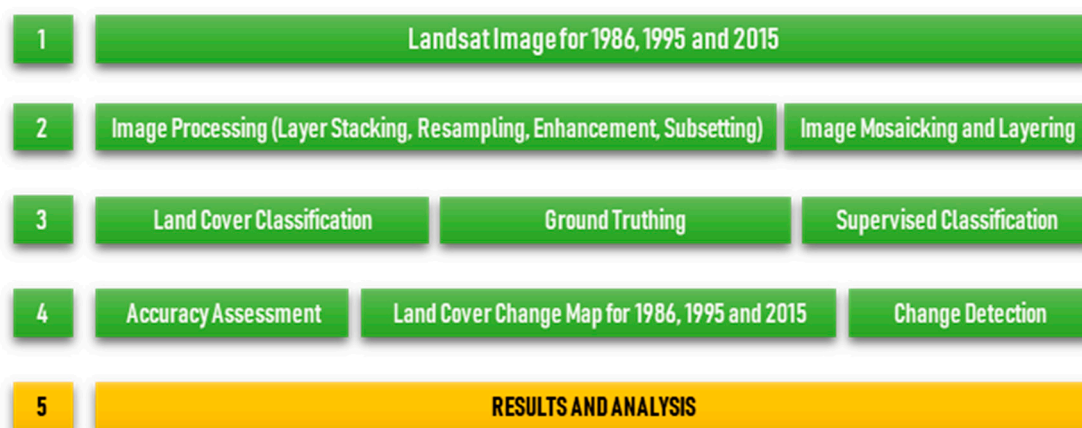 1 Landsat Image for 1986, 1995 and 2015
2 Image Processing (Layer Stacking, Resampling, Enhancement, Subsetting) Image Mosaicking and Layering
3 Land Cover Classification Ground Truthing Supervised Classification
4 Accuracy Assessment Land Cover Change Map for 1986, 1995 and 2015 Change Detection
5 RESULTS AND ANALYSIS